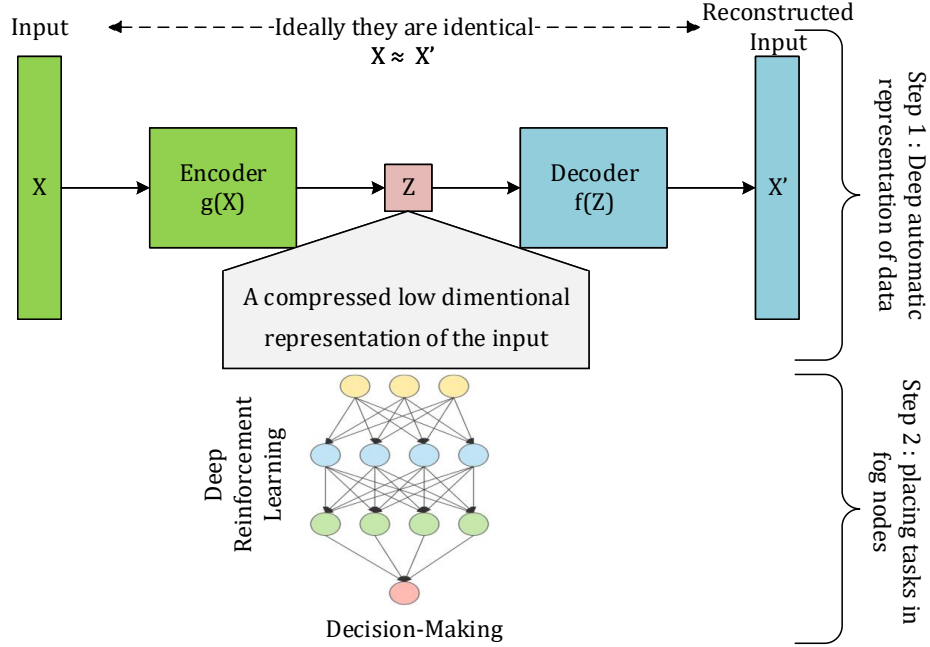 Input
Ideally they are identical
X ≈ X'
Reconstructed
Input
X
Encoder
g(X)
Z
Decoder
f(Z)
X'
A compressed low dimentional
representation of the input
Step 1 : Deep automatic
representation of data
Deep
Reinforcement
Learning
Decision-Making
Step 2 : placing tasks in
fog nodes